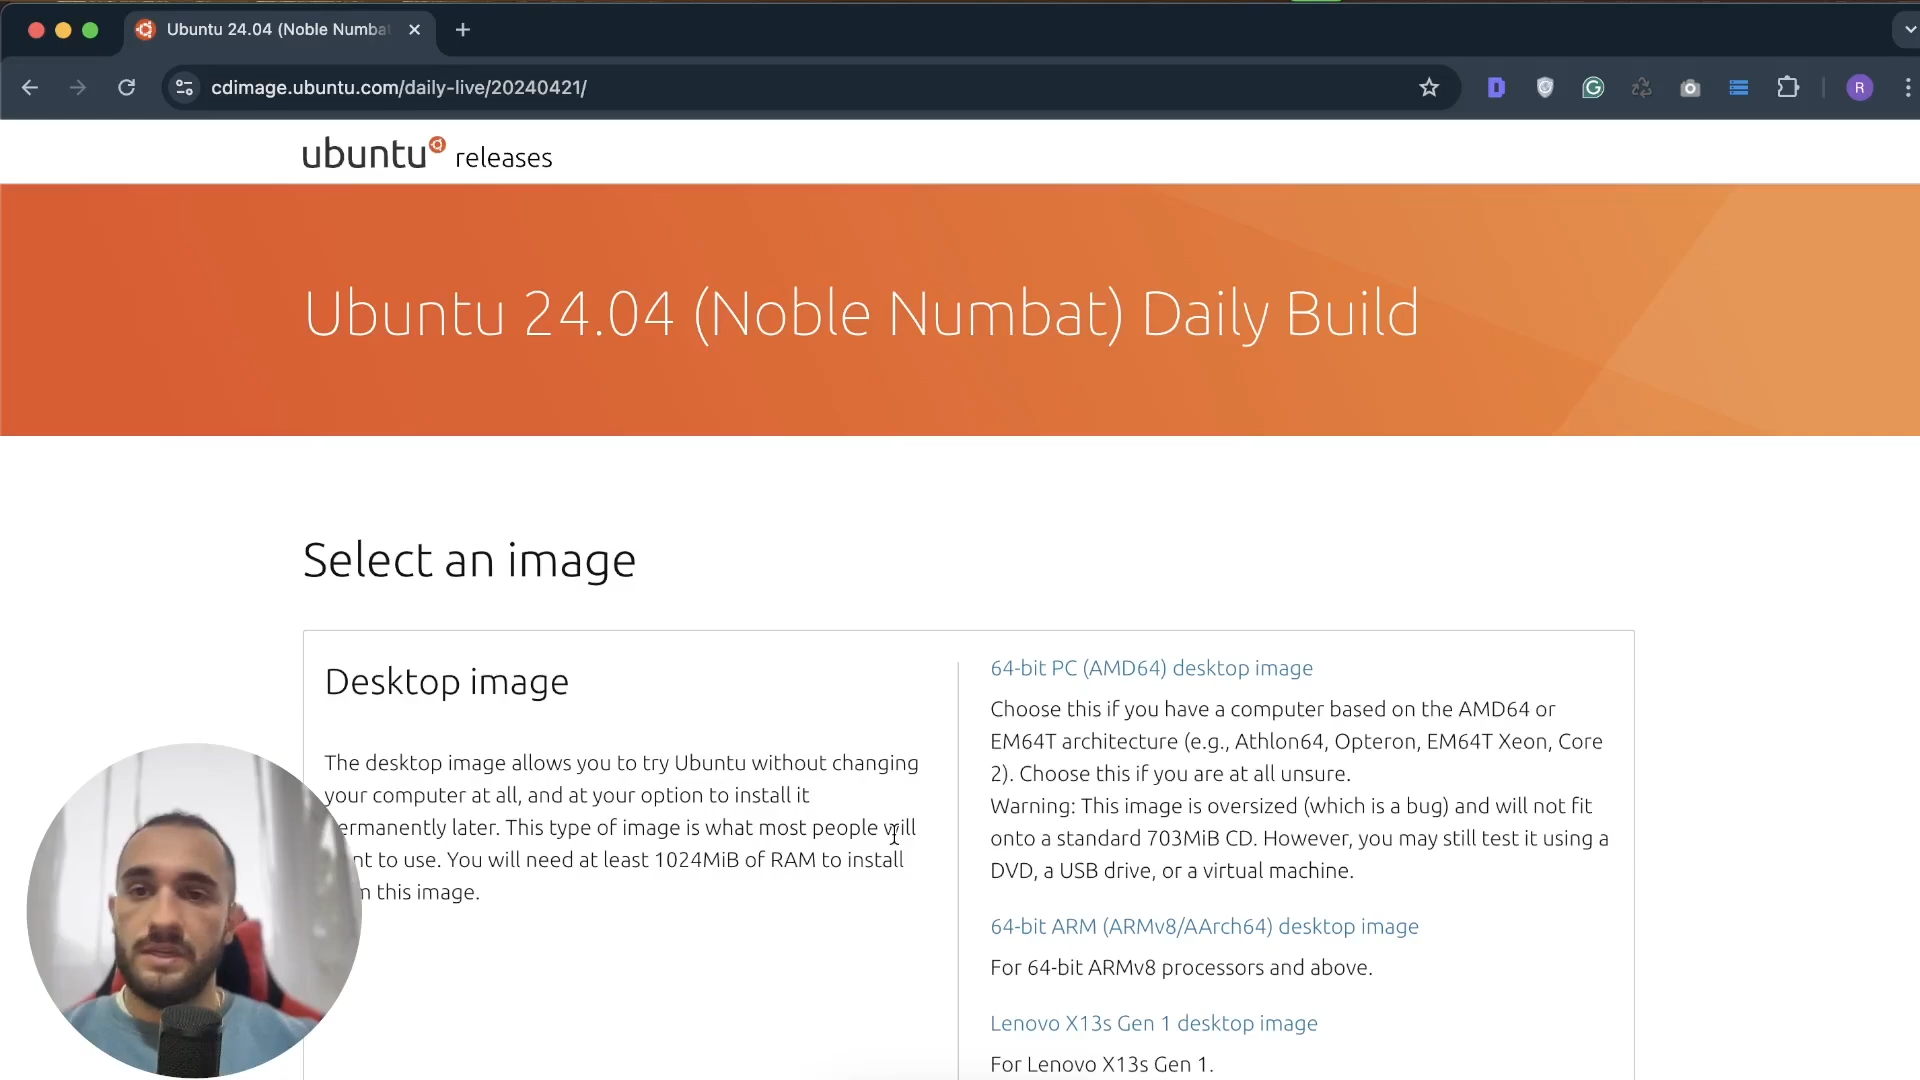 Ubuntu 24.04 (Noble Numba
cdimage.ubuntu.com/daily-live/20240421/
D
G
R
ubuntu releases
Ubuntu 24.04 (Noble Numbat) Daily Build
Select an image
Desktop image
The desktop image allows you to try Ubuntu without changing
your computer at all, and at your option to install it
ermanently later. This type of image is what most people will
nt to use. You will need at least 1024MiB of RAM to install
m this image.
64-bit PC (AMD64) desktop image
Choose this if you have a computer based on the AMD64 or
EM64T architecture (e.g., Athlon64, Opteron, EM64T Xeon, Core
2). Choose this if you are at all unsure.
Warning: This image is oversized (which is a bug) and will not fit
onto a standard 703MiB CD. However, you may still test it using a
DVD, a USB drive, or a virtual machine.
64-bit ARM (ARMv8/AArch64) desktop image
For 64-bit ARMv8 processors and above.
Lenovo X13s Gen 1 desktop image
For Lenovo X13s Gen 1.